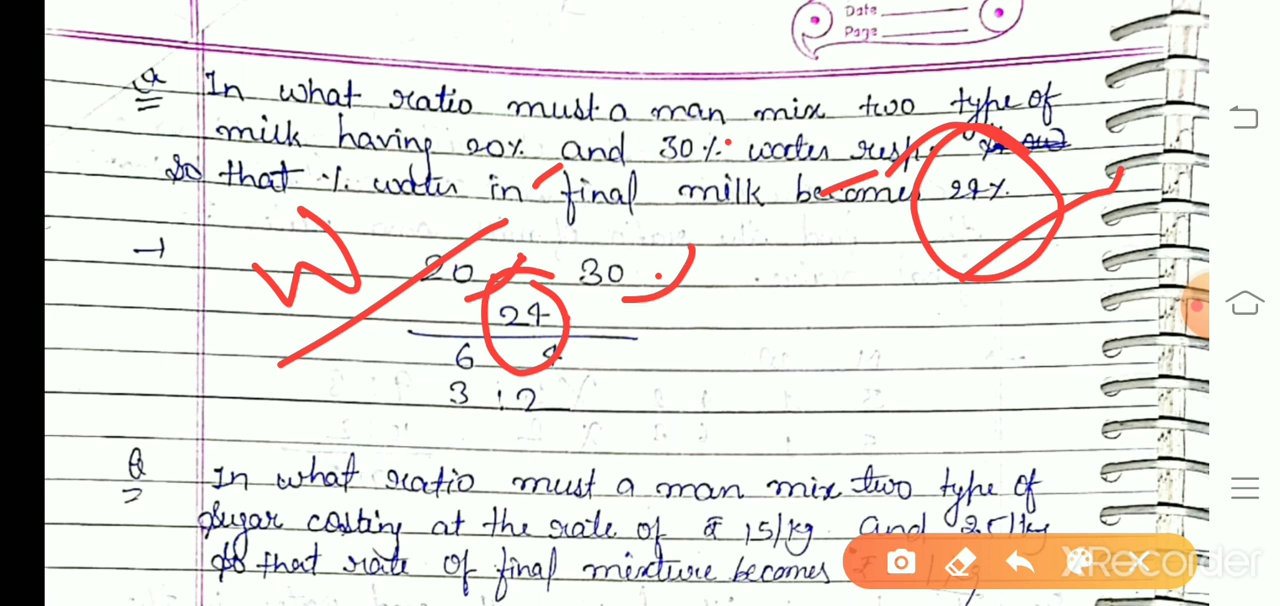 Date
Page
Q In what ratio must a man mix two type of
milk having 20% and 30% water resp.
so that % water in final milk become 24%.
→ 20 30
24
6 4
3 : 2
Q In what ratio must a man mix two type of
sugar costing at the rate of ₹ 15/kg and 25/kg
so that rate of final mixture becomes ₹
XRecorder